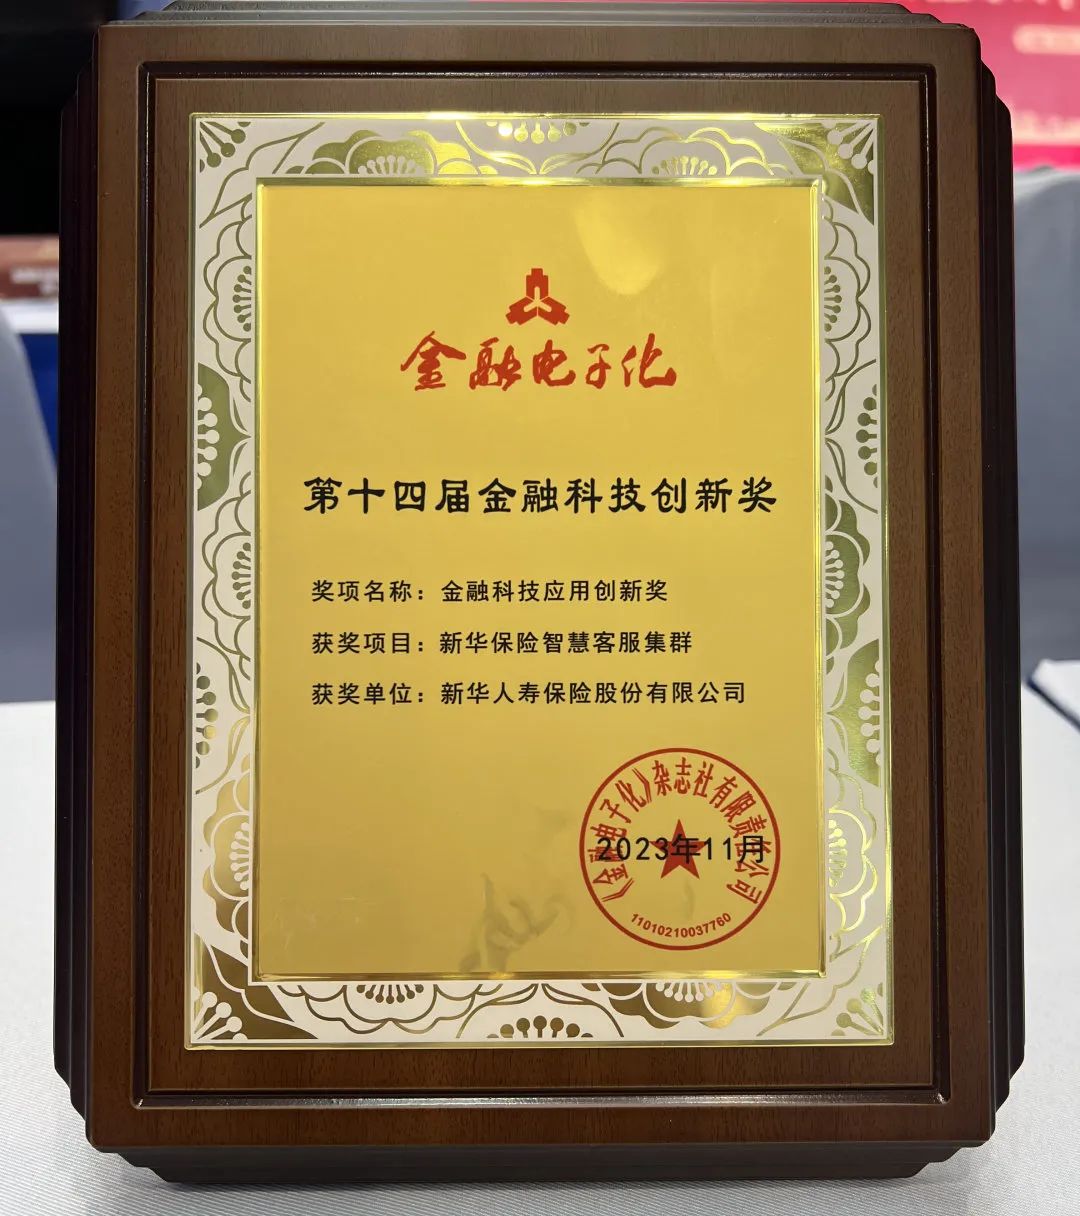 金融电子化
第十四届金融科技创新奖
奖项名称：金融科技应用创新奖
获奖项目：新华保险智慧客服集群
获奖单位：新华人寿保险股份有限公司
《金融电子化》杂志社有限责任公司
2023年11月
11010210037760